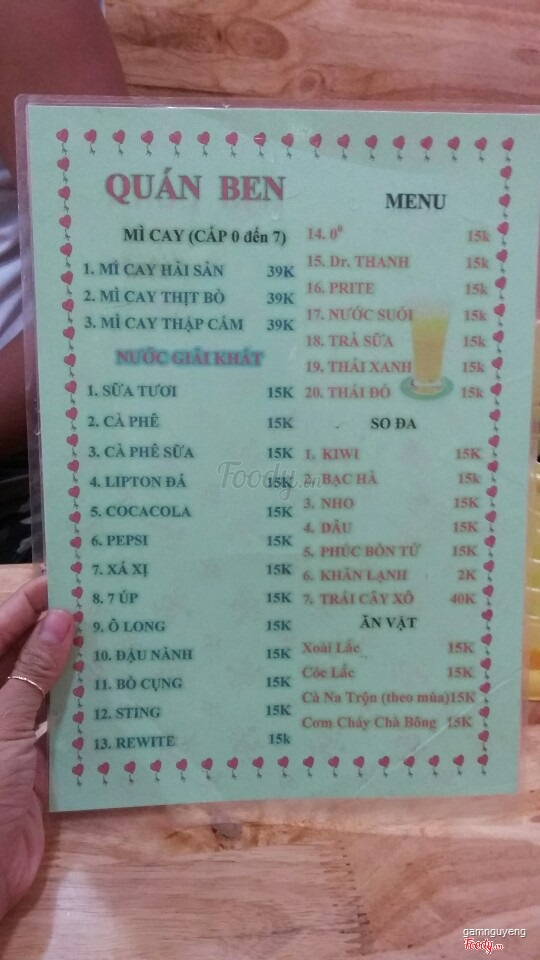 QUÁN BEN
MÌ CAY (CẤP 0 đến 7)
1. MÌ CAY HẢI SẢN 39K
2. MÌ CAY THỊT BÒ 39K
3. MÌ CAY THẬP CẨM 39K
NƯỚC GIẢI KHÁT
1. SỮA TƯƠI 15K
2. CÀ PHÊ 15K
3. CÀ PHÊ SỮA 15K
4. LIPTON ĐÁ 15K
5. COCACOLA 15K
6. PEPSI 15K
7. XÁ XỊ 15K
8. 7 ÚP 15K
9. Ô LONG 15K
10. ĐẬU NÀNH 15K
11. BÒ CỤNG 15K
12. STING 15K
13. REWITE 15k
MENU
14. 0⁰ 15k
15. Dr. THANH 15k
16. PRITE 15k
17. NƯỚC SUỐI 15k
18. TRÀ SỮA 15k
19. THÁI XANH 15k
20. THÁI ĐỎ 15k
SO ĐA
1. KIWI 15K
2. BẠC HÀ 15k
3. NHO 15K
4. DÂU 15K
5. PHÚC BỒN TỬ 15K
6. KHĂN LẠNH 2K
7. TRÁI CÂY XÔ 40K
ĂN VẶT
Xoài Lắc 15K
Cóc Lắc 15K
Cà Na Trộn (theo mùa)15K
Cơm Cháy Chà Bông 15K
Foody.vn
gamnguyeng
Foody.vn